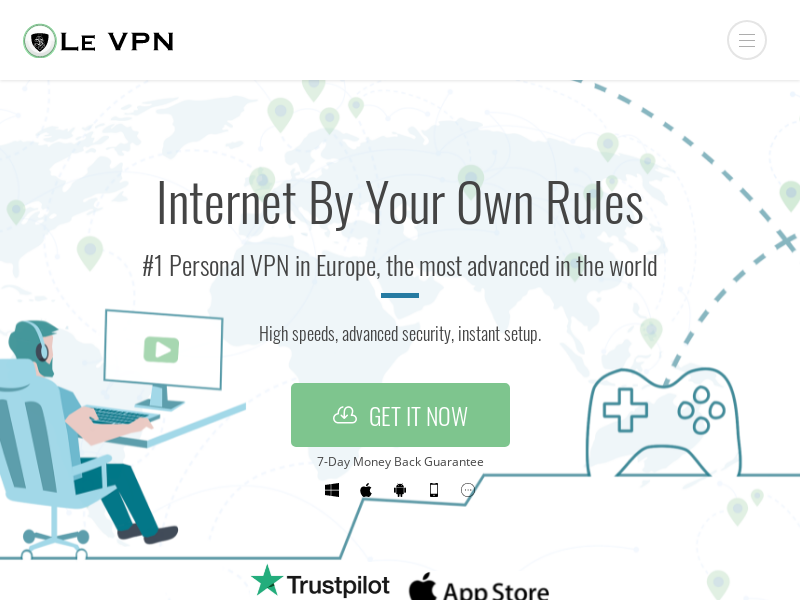 LE VPN
Internet By Your Own Rules
#1 Personal VPN in Europe, the most advanced in the world
High speeds, advanced security, instant setup.
GET IT NOW
7-Day Money Back Guarantee
Trustpilot
App Store